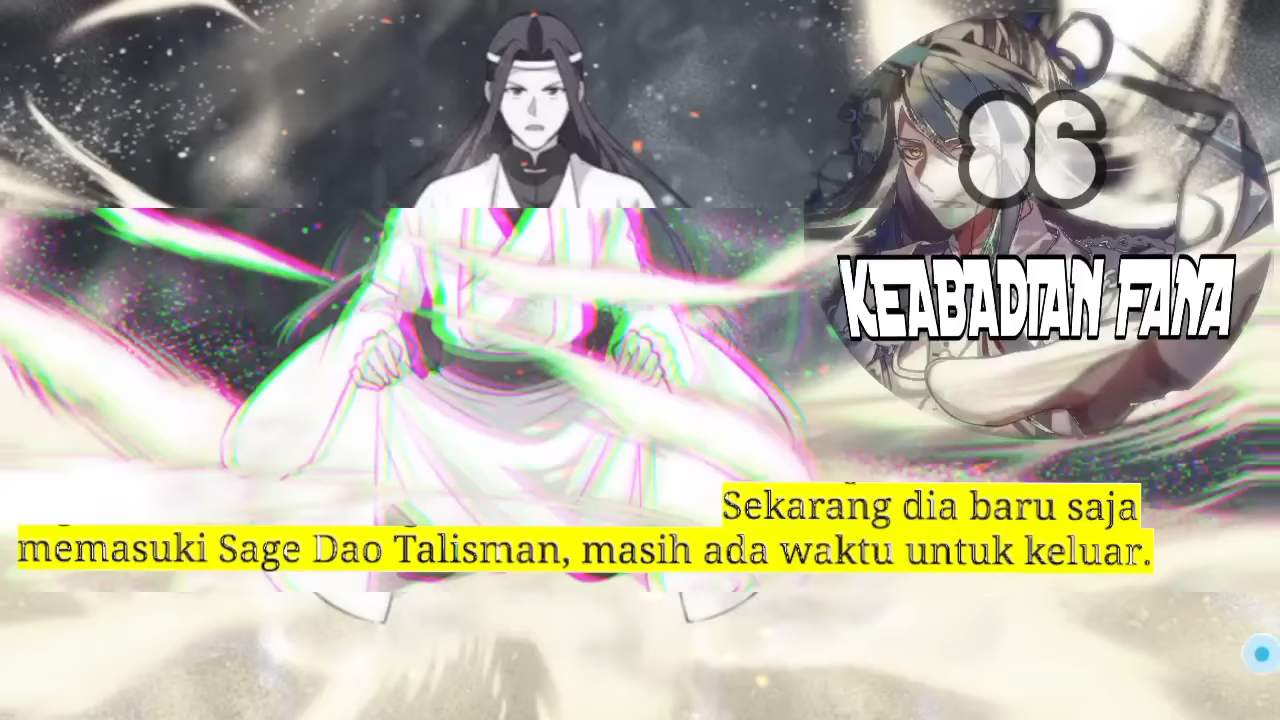 86
KEABADIAN FANA
Sekarang dia baru saja
memasuki Sage Dao Talisman, masih ada waktu untuk keluar.